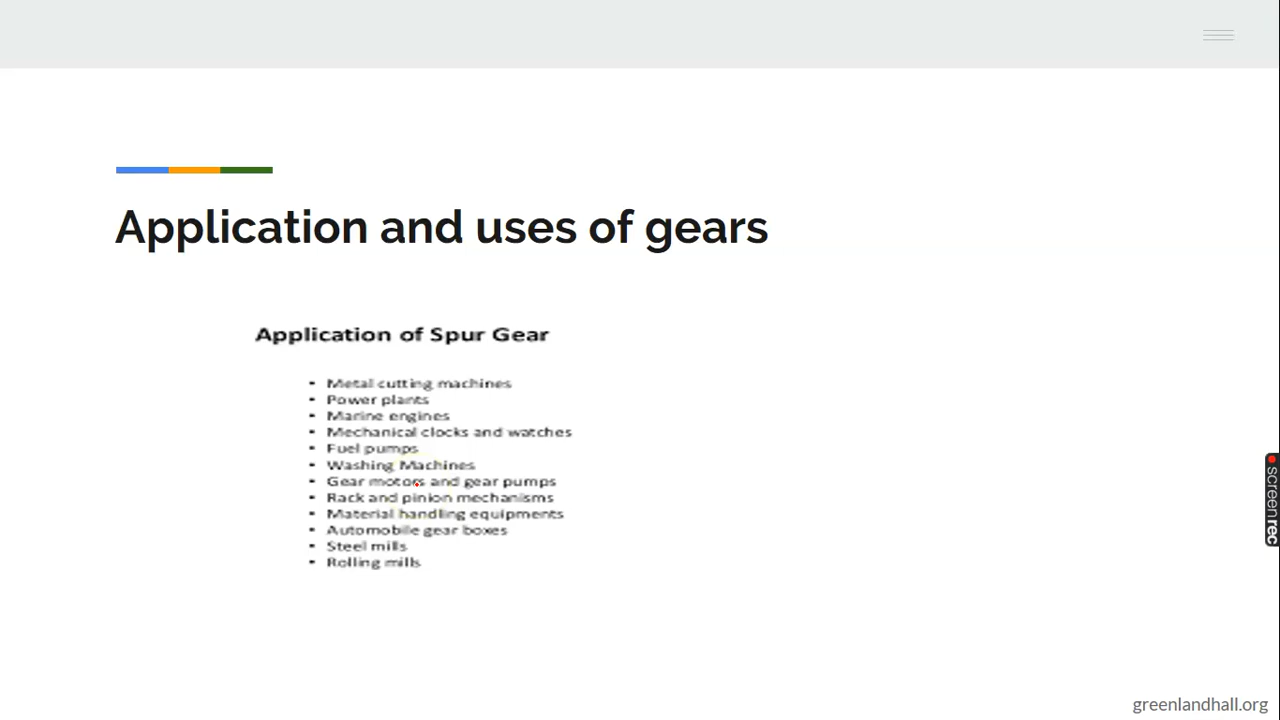 Application and uses of gears
Application of Spur Gear
• Metal cutting machines
• Power plants
• Marine engines
• Mechanical clocks and watches
• Fuel pumps
• Washing Machines
• Gear motors and gear pumps
• Rack and pinion mechanisms
• Material handling equipments
• Automobile gear boxes
• Steel mills
• Rolling mills
screenrec
greenlandhall.org